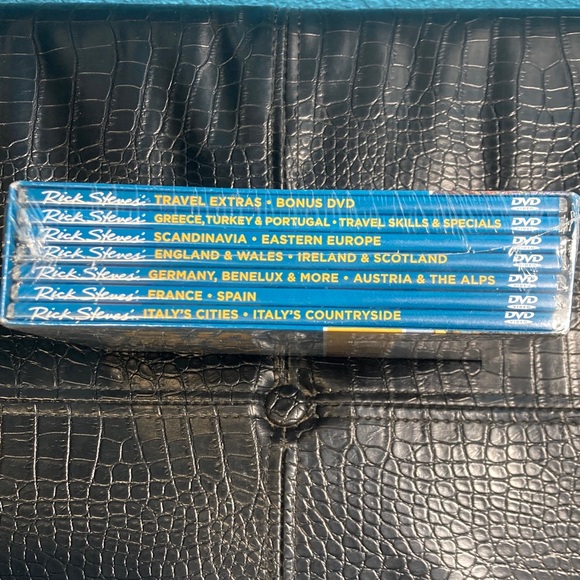 Rick Steves' TRAVEL EXTRAS • BONUS DVD DVD
Rick Steves' GREECE, TURKEY & PORTUGAL • TRAVEL SKILLS & SPECIALS DVD
Rick Steves' SCANDINAVIA • EASTERN EUROPE DVD
Rick Steves' ENGLAND & WALES • IRELAND & SCOTLAND DVD
Rick Steves' GERMANY, BENELUX & MORE • AUSTRIA & THE ALPS DVD
Rick Steves' FRANCE • SPAIN DVD
Rick Steves' ITALY'S CITIES • ITALY'S COUNTRYSIDE DVD